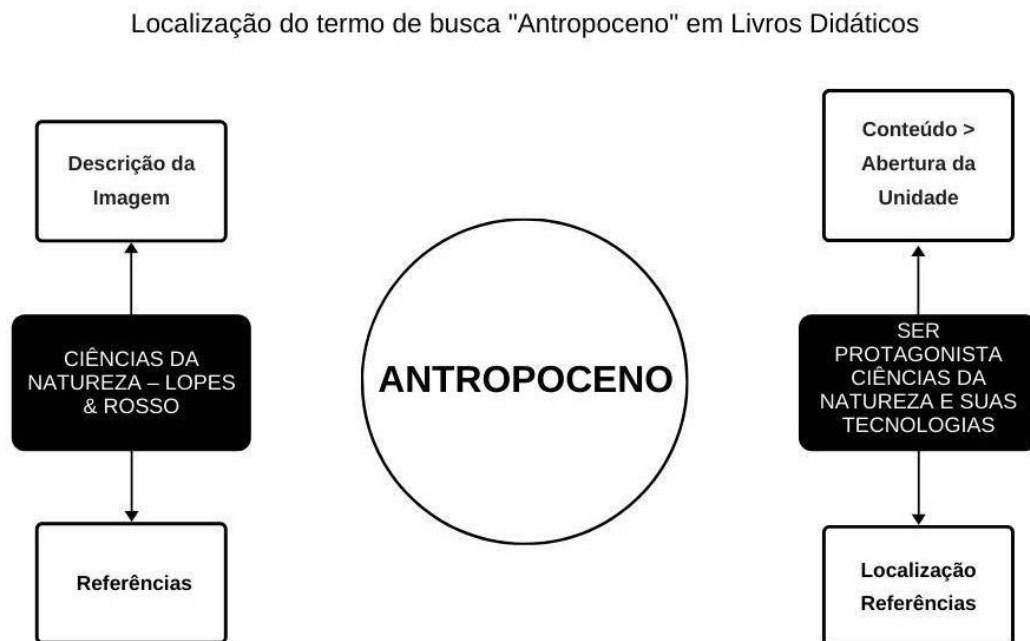 Localização do termo de busca "Antropoceno" em Livros Didáticos
Descrição da
Imagem
CIÊNCIAS DA
NATUREZA – LOPES
& ROSSO
Referências
ANTROPOCENO
Conteúdo >
Abertura da
Unidade
SER
PROTAGONISTA
CIÊNCIAS DA
NATUREZA E SUAS
TECNOLOGIAS
Localização
Referências